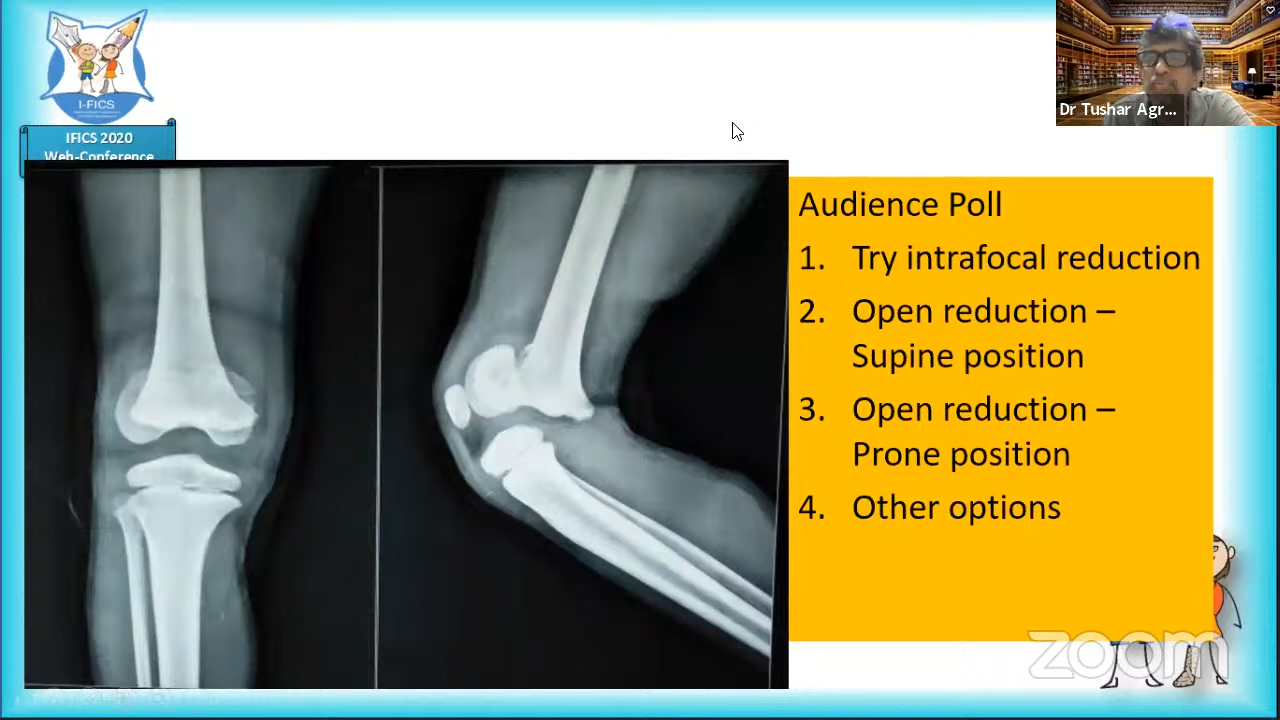 I-FICS
IFICS 2020
Web-Conference
Dr Tushar Agr...
Audience Poll
1. Try intrafocal reduction
2. Open reduction –
Supine position
3. Open reduction –
Prone position
4. Other options
zoom